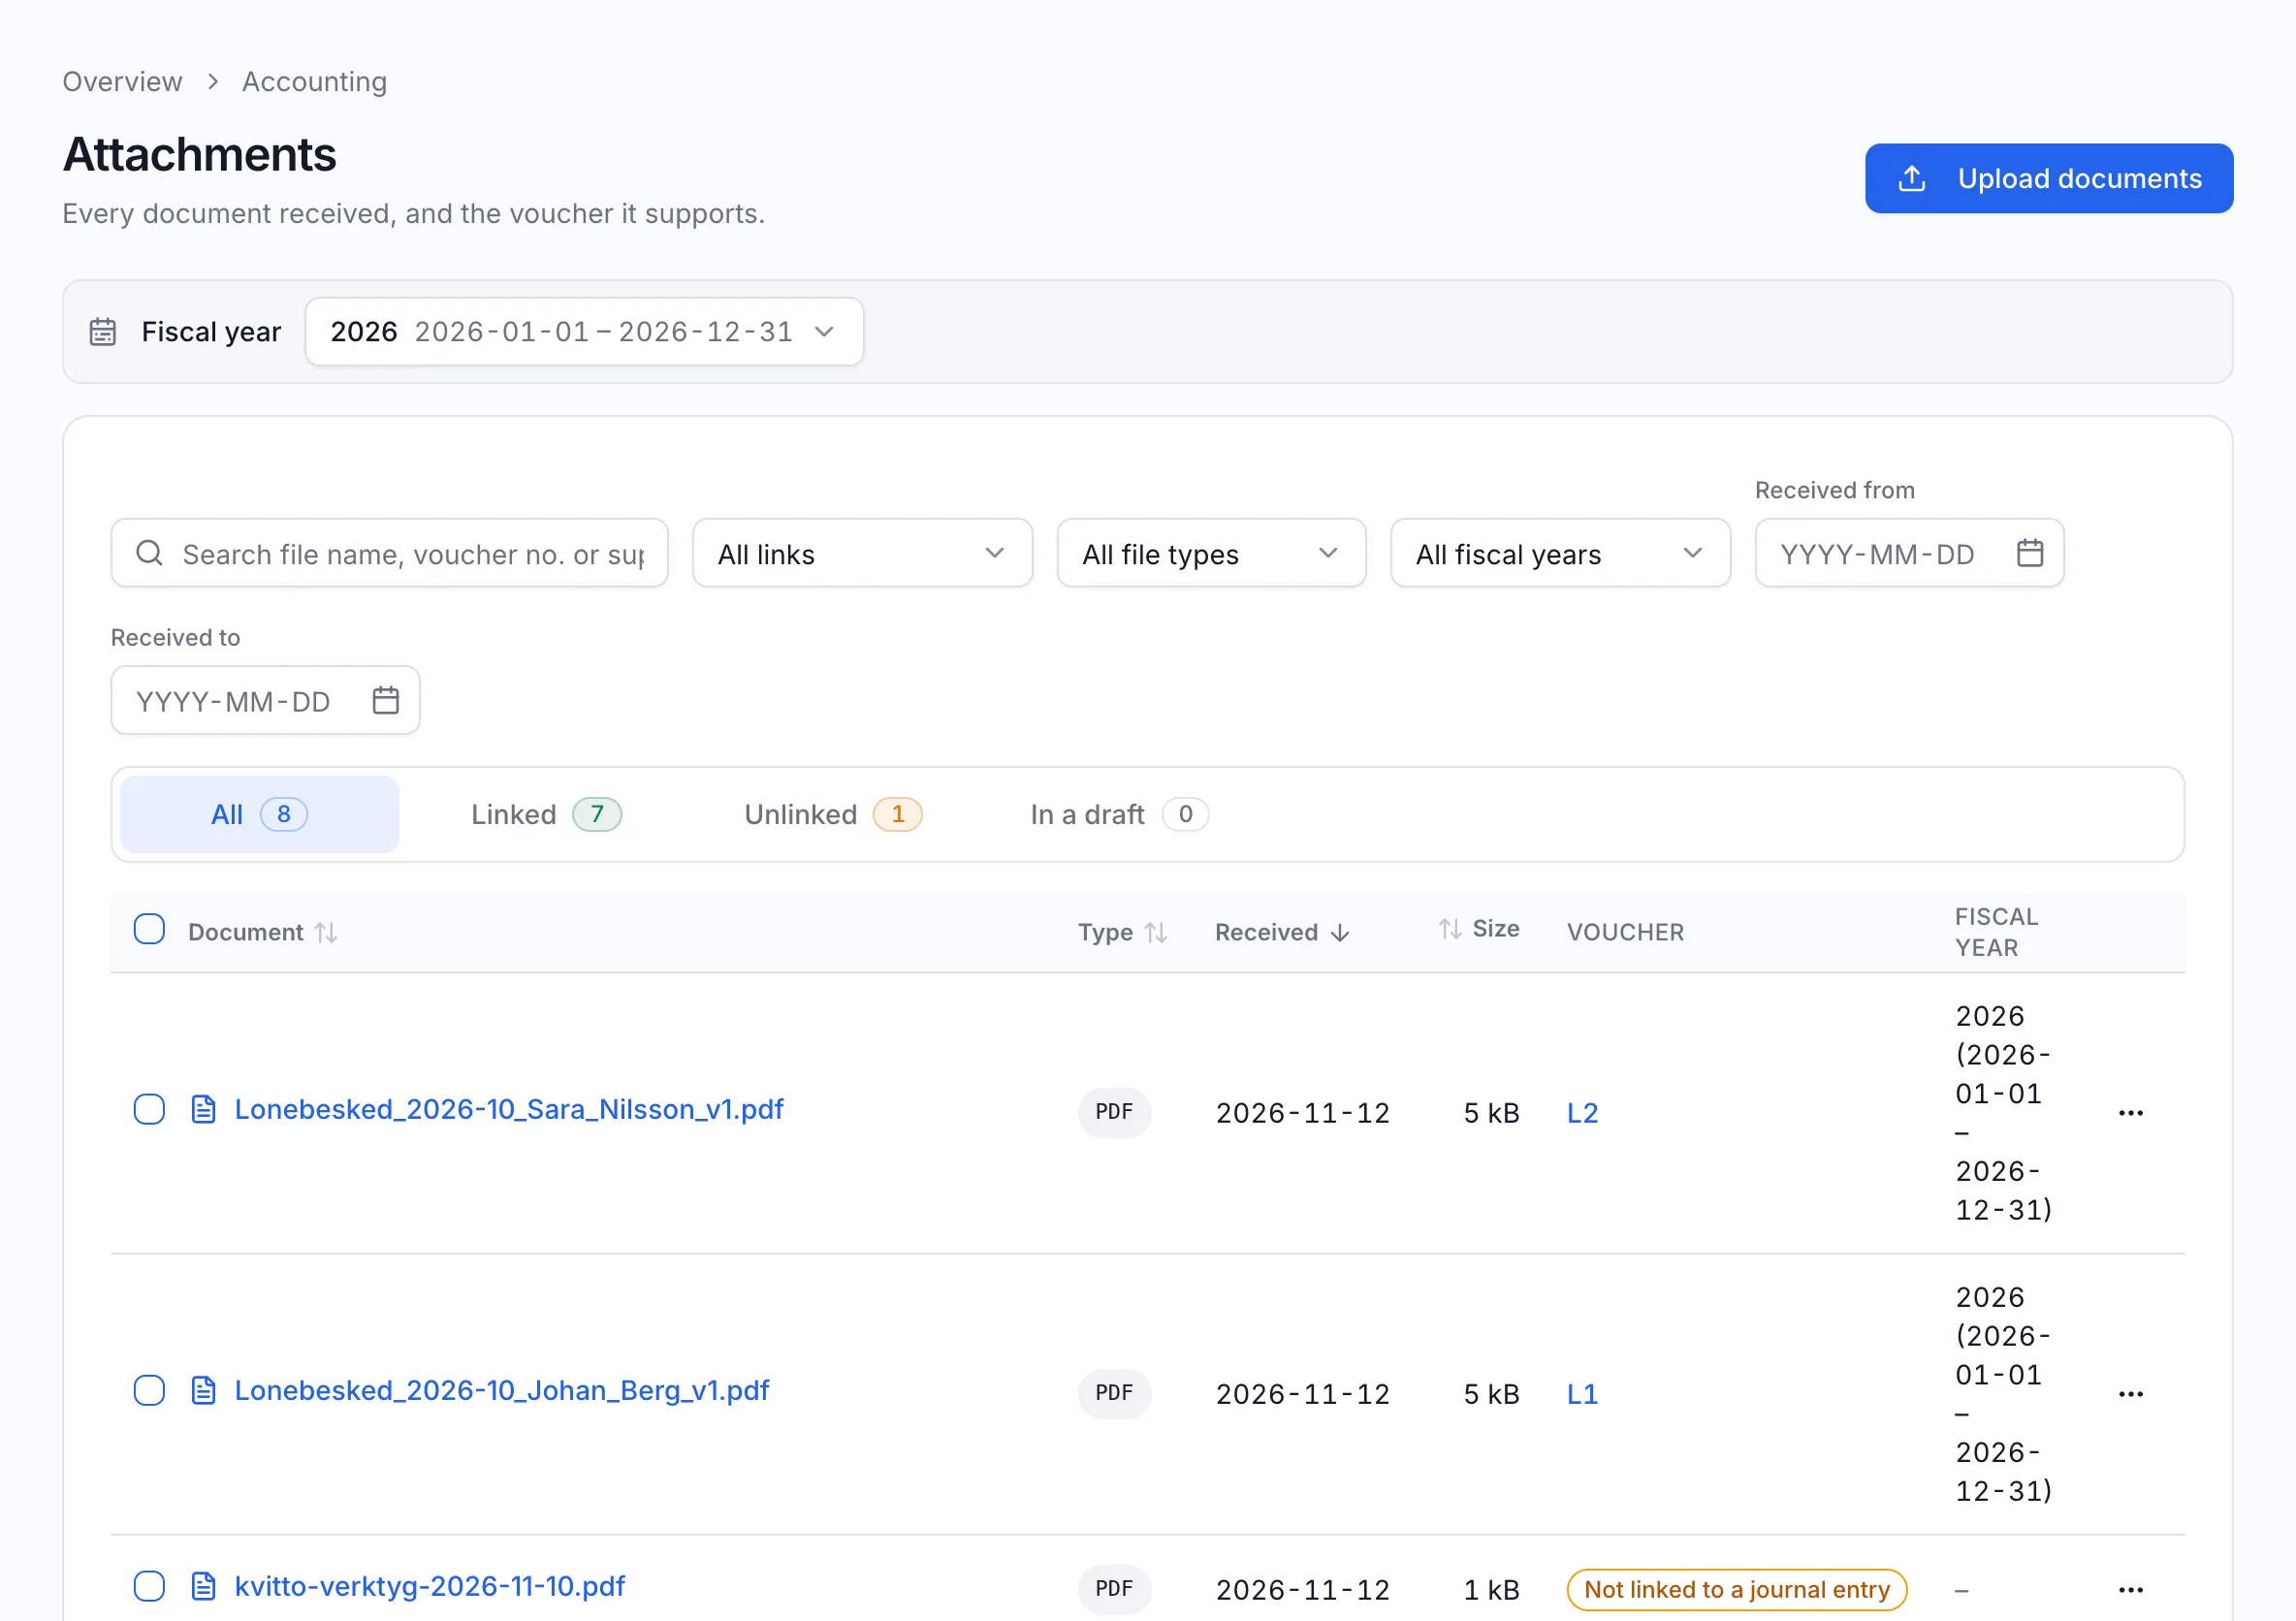 Overview > Accounting
Attachments
Every document received, and the voucher it supports.
Upload documents
Fiscal year 2026 2026-01-01 – 2026-12-31
Received from
Search file name, voucher no. or sup
All links
All file types
All fiscal years
YYYY-MM-DD
Received to
YYYY-MM-DD
All 8 Linked 7 Unlinked 1 In a draft 0
Document Type Received Size VOUCHER FISCAL
YEAR
Lonebesked_2026-10_Sara_Nilsson_v1.pdf PDF 2026-11-12 5 kB L2
2026
(2026-
01-01
–
2026-
12-31)
Lonebesked_2026-10_Johan_Berg_v1.pdf PDF 2026-11-12 5 kB L1
2026
(2026-
01-01
–
2026-
12-31)
kvitto-verktyg-2026-11-10.pdf PDF 2026-11-12 1 kB Not linked to a journal entry –